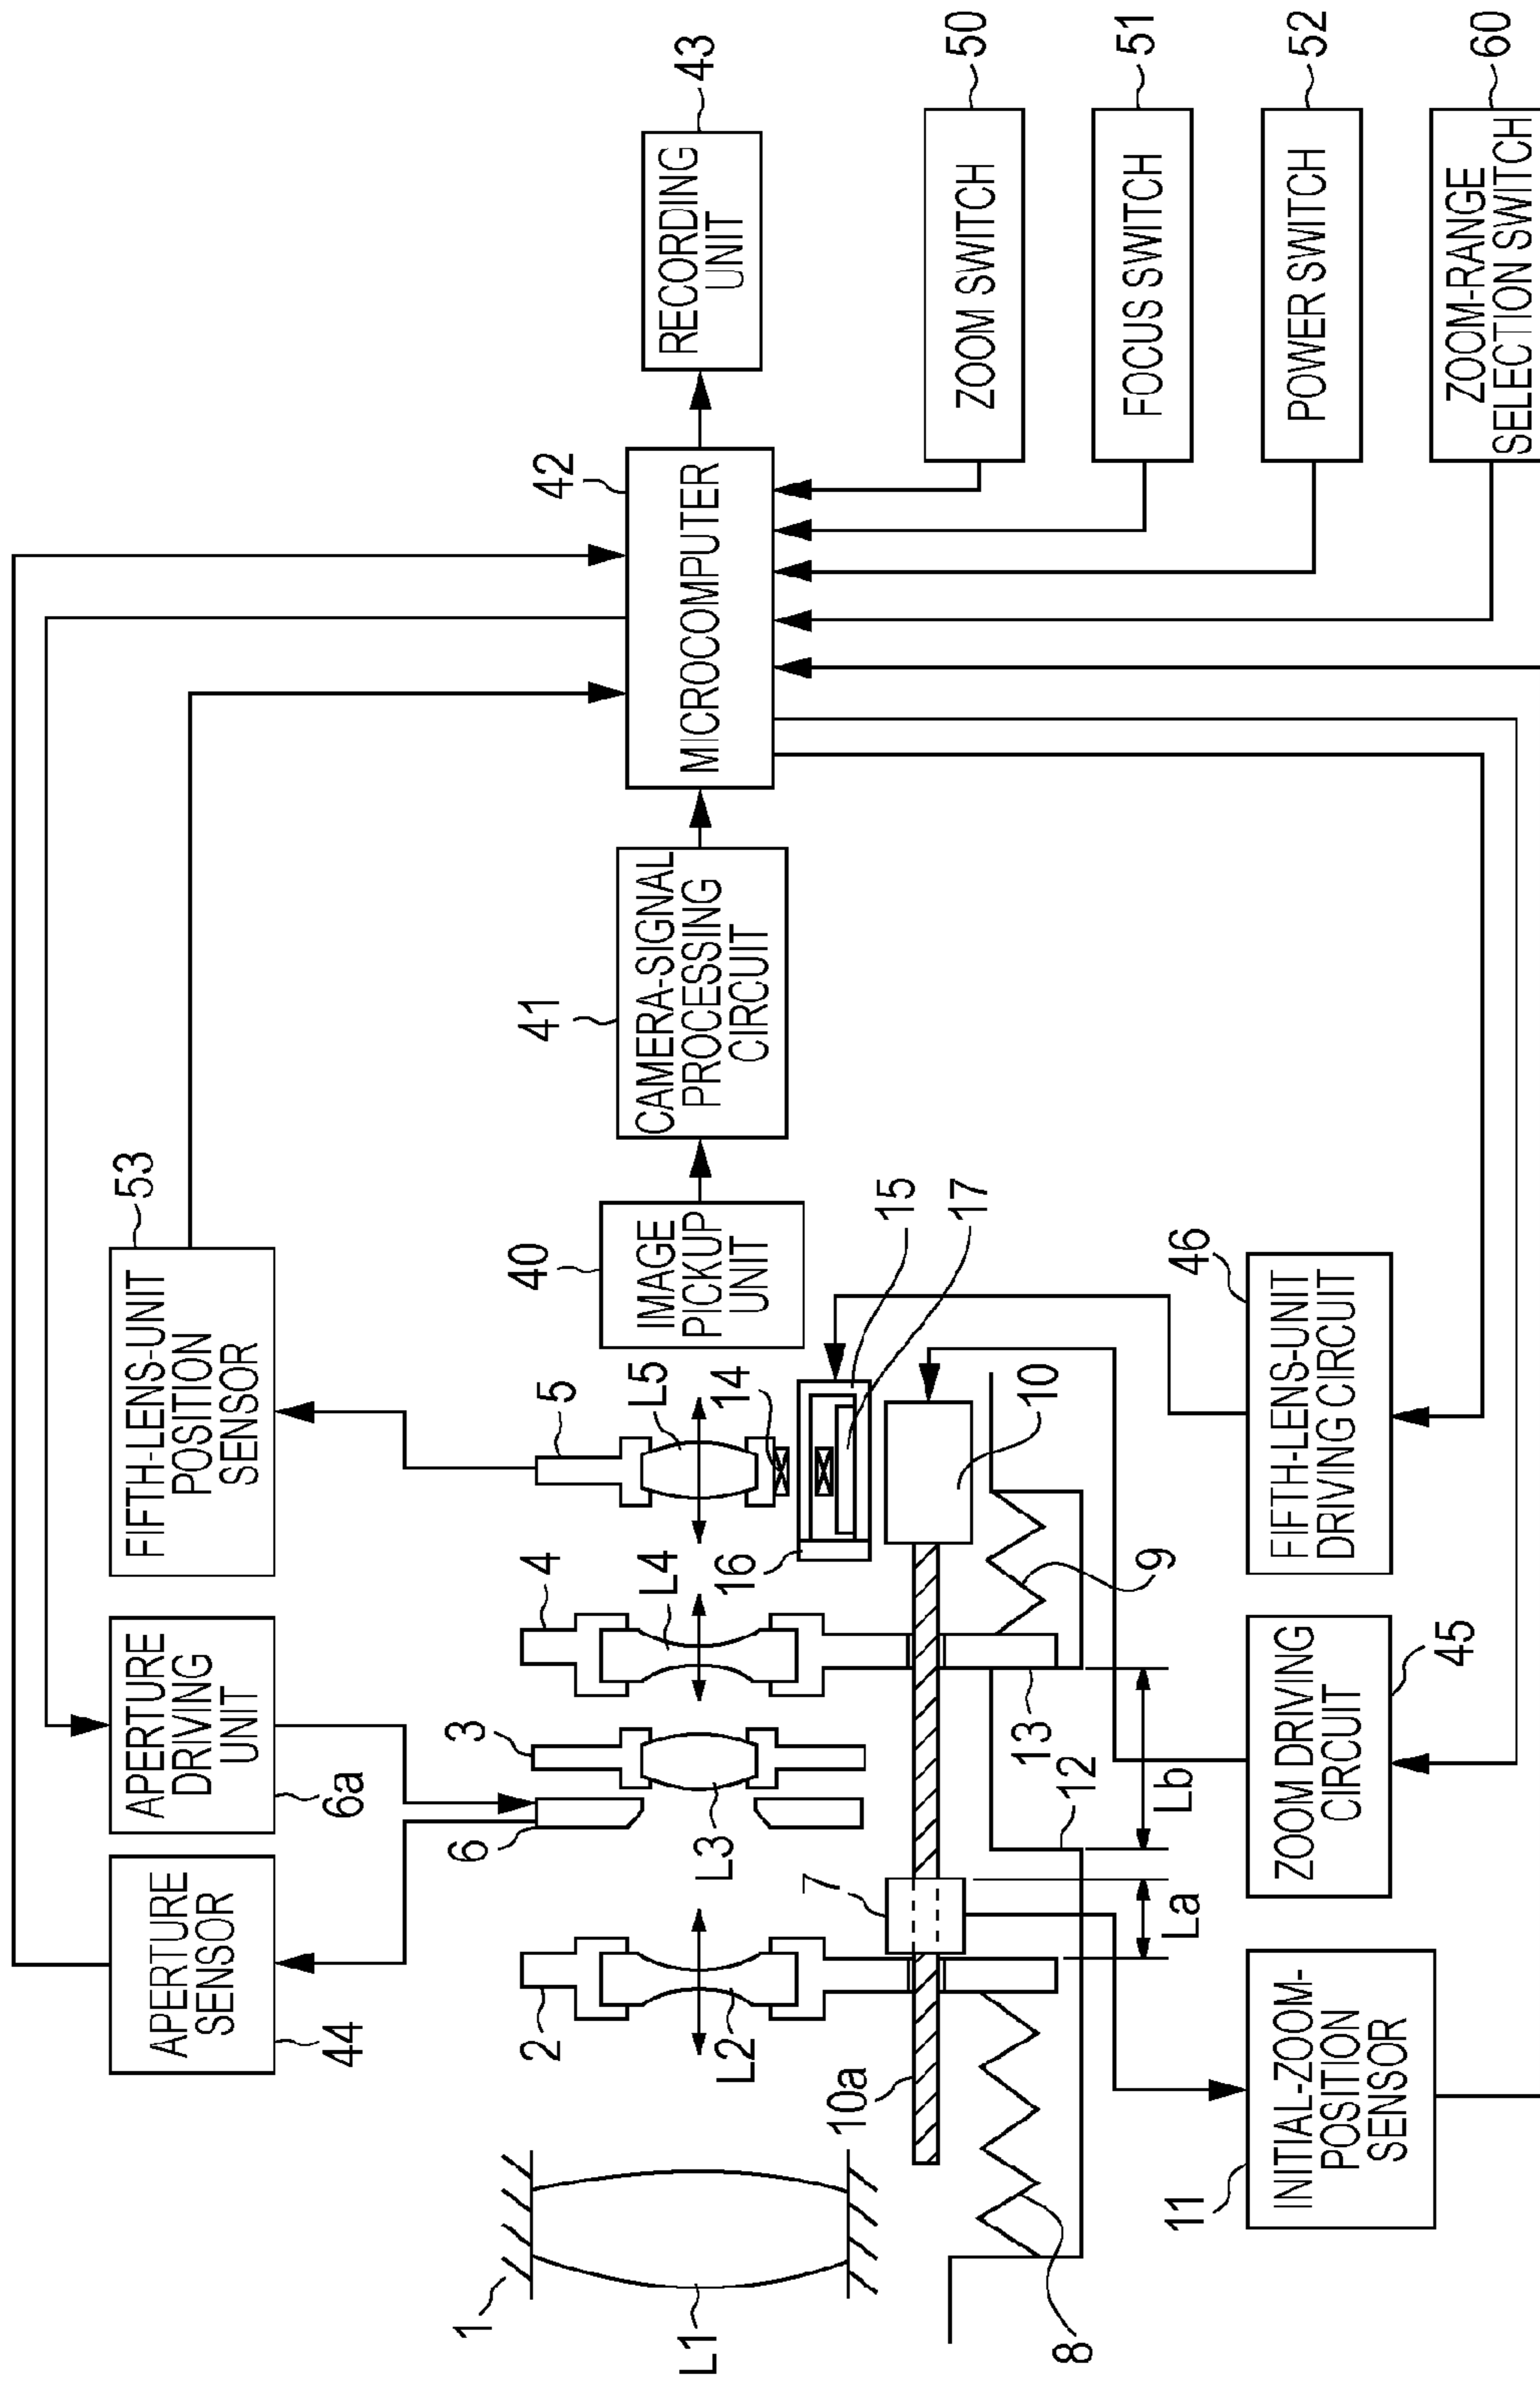 44
APERTURE
SENSOR
6a
APERTURE
DRIVING
UNIT
FIFTH-LENS-UNIT
POSITION
SENSOR
53
1
L1
2
L2
6
L3
3
4
L4
5
L5
14
16
40
IMAGE
PICKUP
UNIT
41
CAMERA-SIGNAL
PROCESSING
CIRCUIT
42
MICROCOMPUTER
43
RECORDING
UNIT
15
17
10a
7
8
La
Lb
12
13
9
10
11
INITIAL-ZOOM-
POSITION
SENSOR
ZOOM DRIVING
CIRCUIT
45
FIFTH-LENS-UNIT
DRIVING CIRCUIT
46
ZOOM SWITCH
50
FOCUS SWITCH
51
POWER SWITCH
52
ZOOM-RANGE
SELECTION SWITCH
60